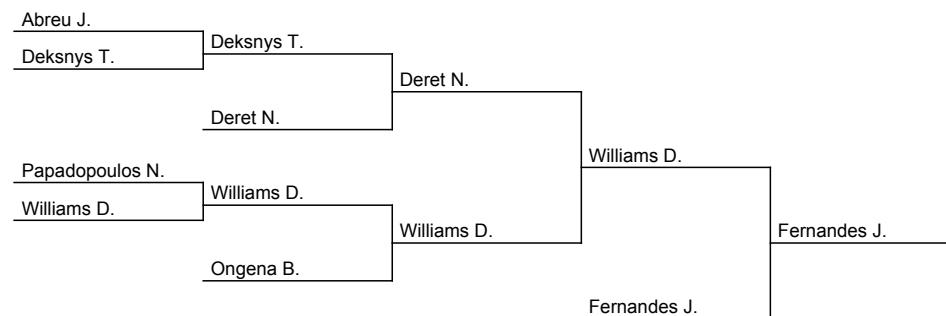 Abreu J.
Deksnys T.
Deksnys T.
Deret N.
Deret N.
Papadopoulos N.
Williams D.
Williams D.
Williams D.
Williams D.
Ongena B.
Fernandes J.
Fernandes J.